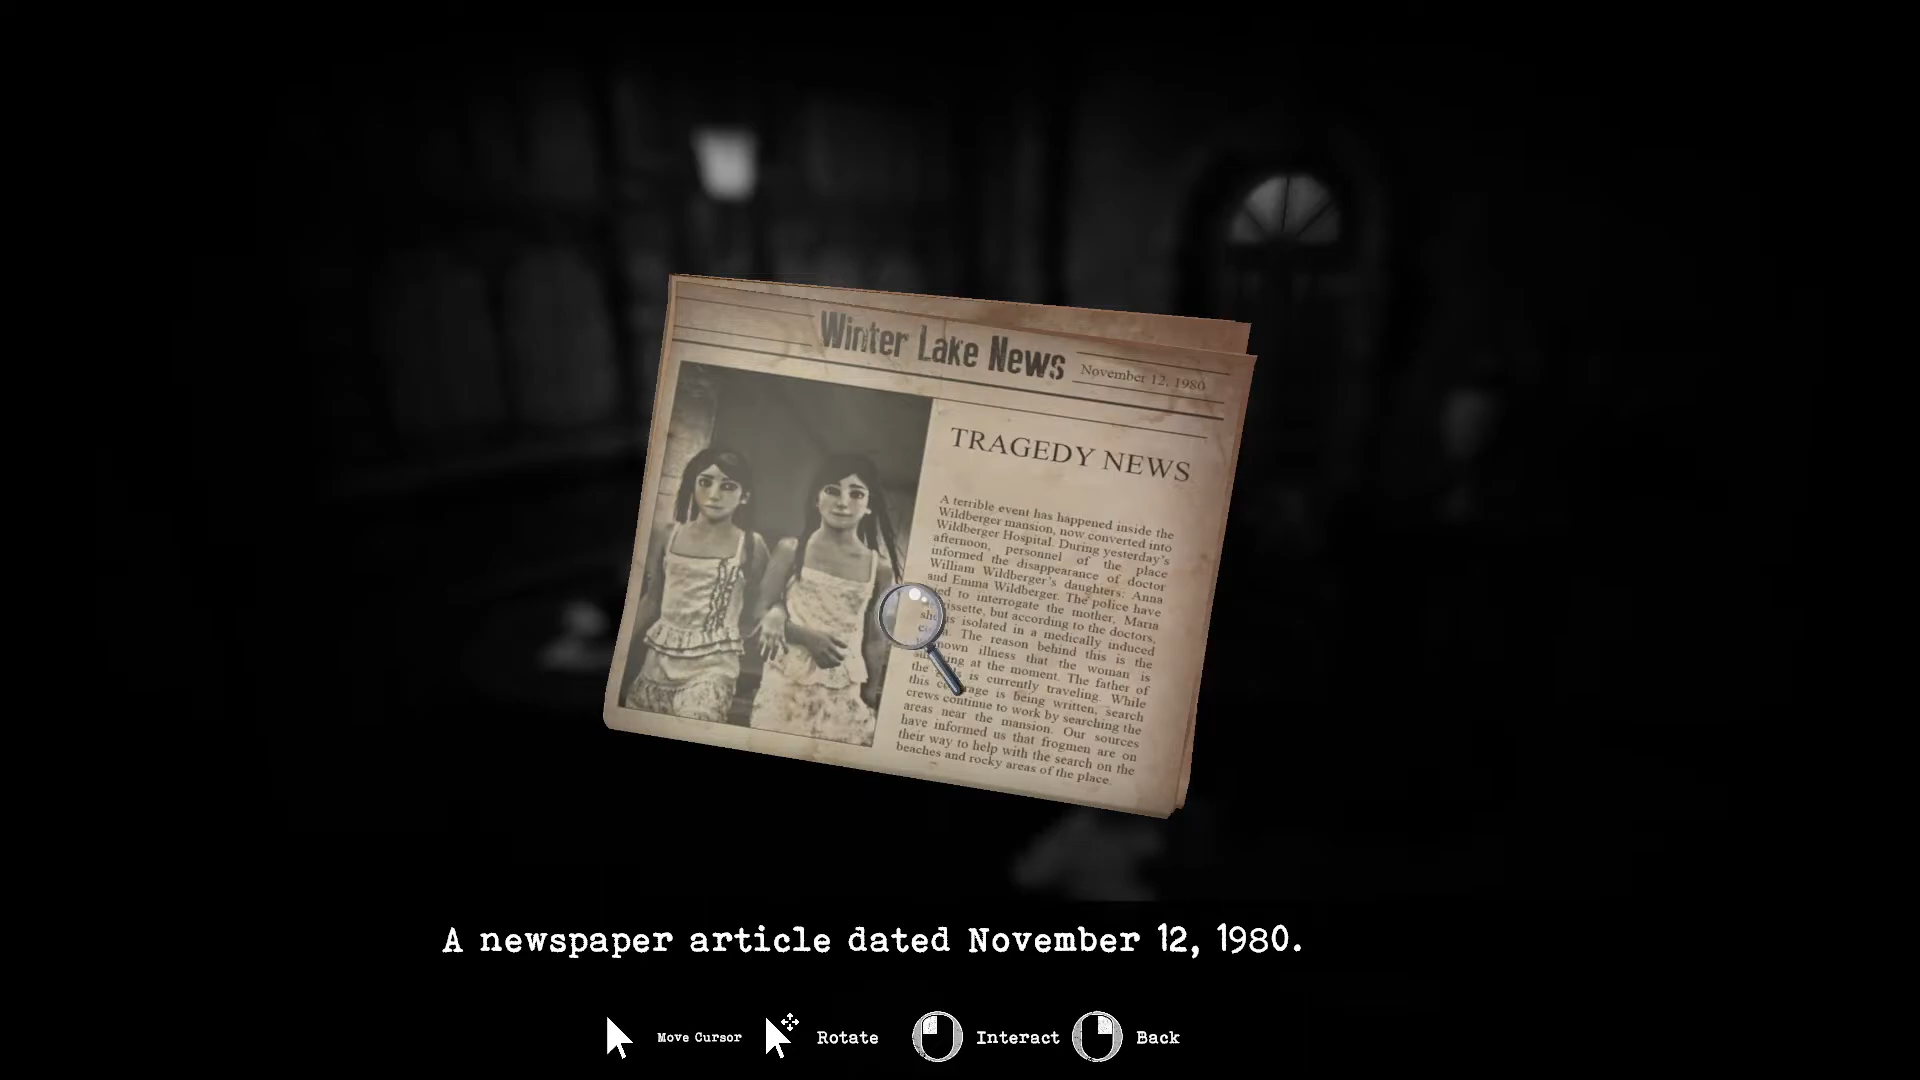 Winter Lake News
November 12, 1980
TRAGEDY NEWS
A terrible event has happened inside the
Wildberger mansion, now converted into
Wildberger Hospital. During yesterday's
afternoon, personnel of the place
informed the disappearance of doctor
William Wildberger's daughters: Anna
and Emma Wildberger. The police have
to interrogate the mother, Maria
but according to the doctors,
isolated in a medically induced
The reason behind this is the
illness that the woman is
at the moment. The father of
the is currently traveling. While
this is being written, search
crews continue to work by searching the
areas near the mansion. Our sources
have informed us that frogmen are on
their way to help with the search on the
beaches and rocky areas of the place.
A newspaper article dated November 12, 1980.
Move Cursor Rotate Interact Back